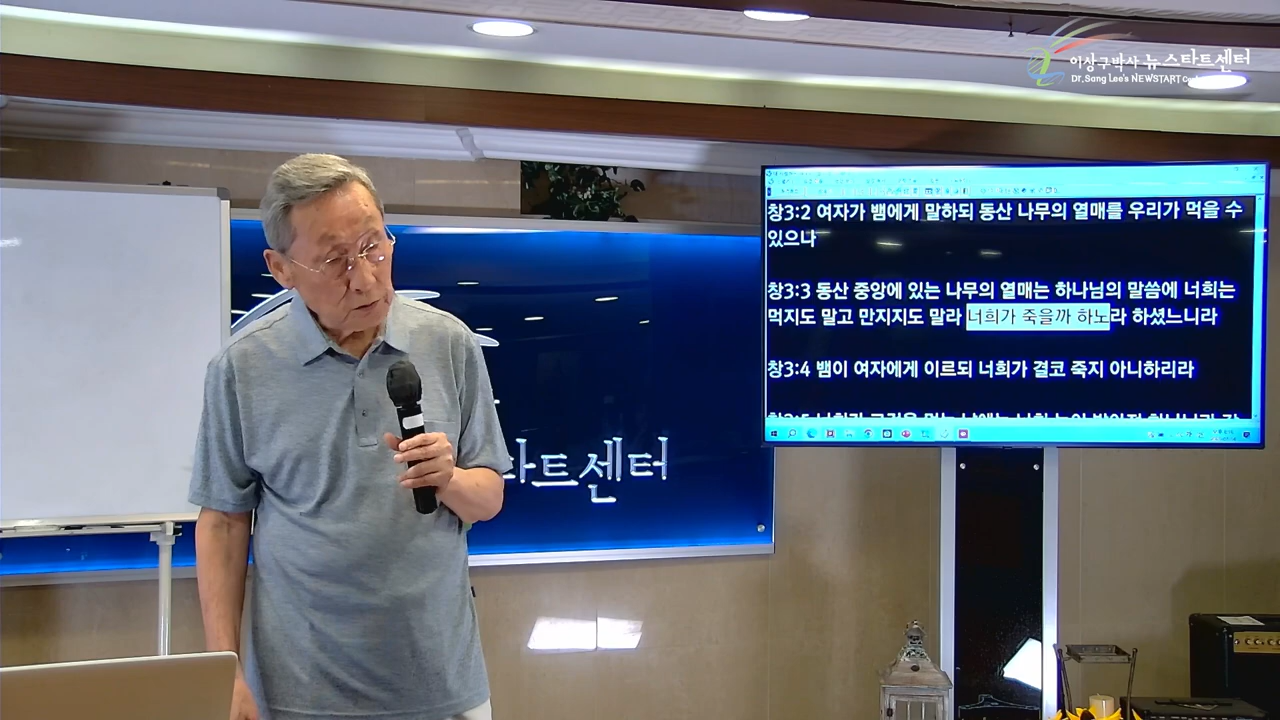 이상구박사 뉴스타트센터
Dr. Sang Lee's NEWSTART
창3:2 여자가 뱀에게 말하되 동산 나무의 열매를 우리가 먹을 수
있으나
창3:3 동산 중앙에 있는 나무의 열매는 하나님의 말씀에 너희는
먹지도 말고 만지지도 말라 너희가 죽을까 하노라 하셨느니라
창3:4 뱀이 여자에게 이르되 너희가 결코 죽지 아니하리라
타트센터